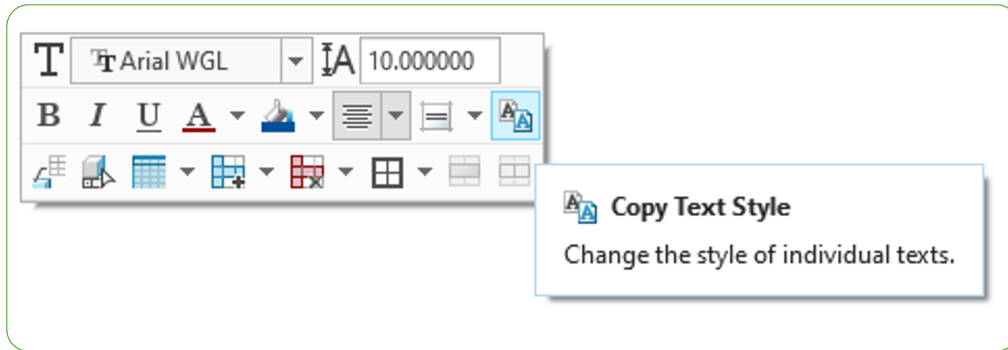 Arial WGL 10.000000
B I U A
Copy Text Style
Change the style of individual texts.